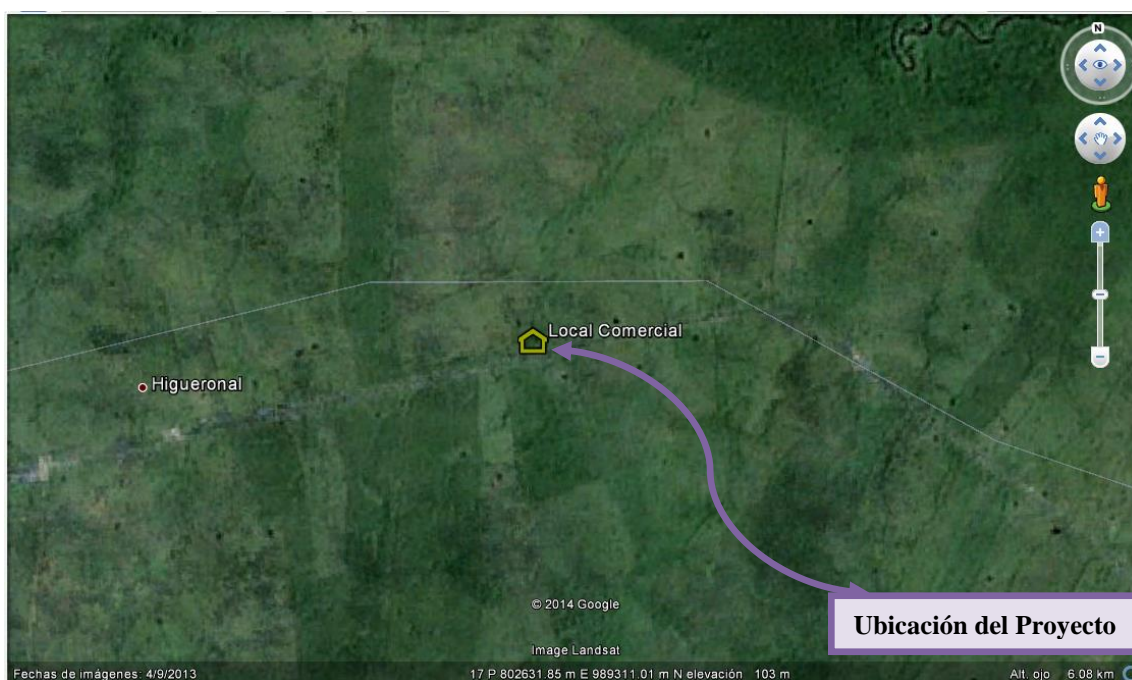 N
Local Comercial
Higueronal
© 2014 Google
Ubicación del Proyecto
Image Landsat
Fechas de imágenes: 4/9/2013 17 P 802631.85 m E 989311.01 m N elevación 103 m Alt. ojo 6.08 km